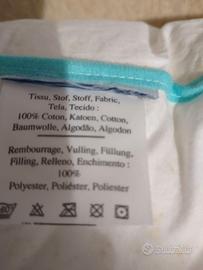 Tissu, Stof, Stoff, Fabric,
Tela, Tecido :
100% Coton, Katoen, Cotton,
Baumwolle, Algodão, Algodon
Rembourrage, Vulling, Füllung,
Filling, Relleno, Enchimento :
100%
Polyester, Poliéster, Poliester
subito